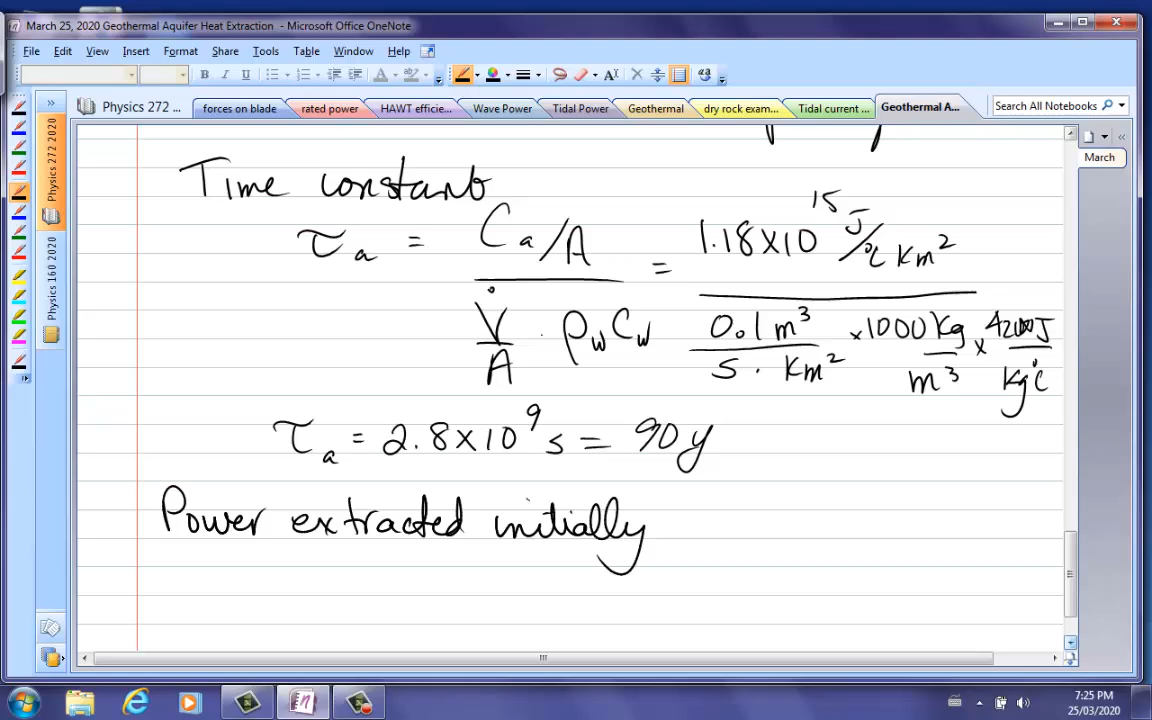 March 25, 2020 Geothermal Aquifer Heat Extraction - Microsoft Office OneNote
File Edit View Insert Format Share Tools Table Window Help
B I U
Physics 272 ... forces on blade rated power HAWT efficie... Wave Power Tidal Power Geothermal dry rock exam... Tidal current ... Geothermal A... Search All Notebooks
March
Physics 272 2020
Physics 160 2020
Time constant
τa = Ca/A / (V̇/A · ρw Cw) = 1.18×10^15 J/°C km² / (0.1 m³/s · km² × 1000 kg/m³ × 4200 J/kg°C)
τa = 2.8×10^9 s = 90 y
Power extracted initially
7:25 PM
25/03/2020